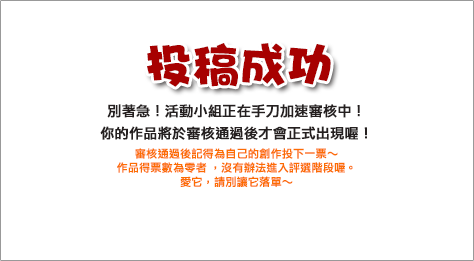 投稿成功
別著急！活動小組正在手刀加速審核中！
你的作品將於審核通過後才會正式出現喔！
審核通過後記得為自己的創作投下一票～
作品得票數為零者，沒有辦法進入評選階段喔。
愛它，請別讓它落單～